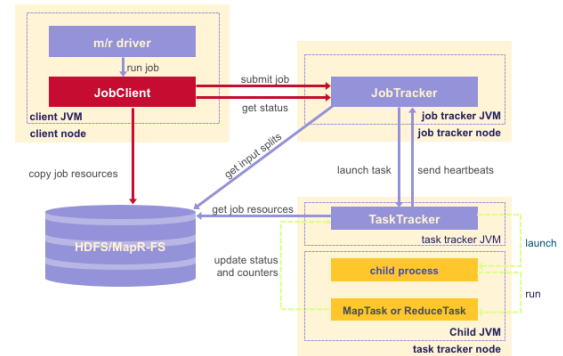 m/r driver
run job
JobClient
client JVM
client node
submit job
get status
JobTracker
job tracker JVM
job tracker node
copy job resources
get input splits
launch task
send heartbeats
HDFS/MapR-FS
get job resources
TaskTracker
task tracker JVM
launch
update status
and counters
child process
run
MapTask or ReduceTask
Child JVM
task tracker node